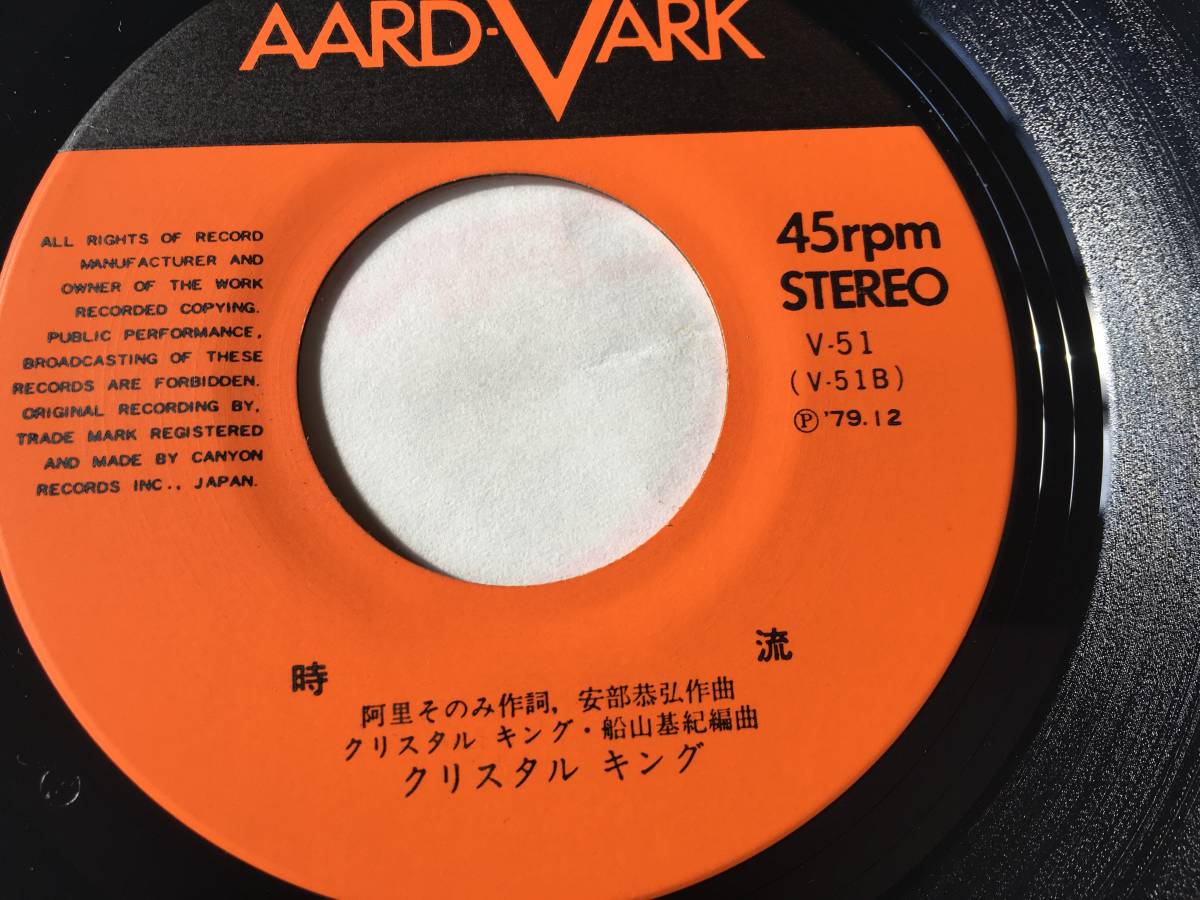 AARD-VARK
ALL RIGHTS OF RECORD
MANUFACTURER AND
OWNER OF THE WORK
RECORDED COPYING.
PUBLIC PERFORMANCE,
BROADCASTING OF THESE
RECORDS ARE FORBIDDEN.
ORIGINAL RECORDING BY,
TRADE MARK REGISTERED
AND MADE BY CANYON
RECORDS INC., JAPAN.
45rpm
STEREO
V-51
(V-51B)
Ⓟ '79.12
時 流
阿里そのみ作詞, 安部恭弘作曲
クリスタル キング・船山基紀編曲
クリスタル キング